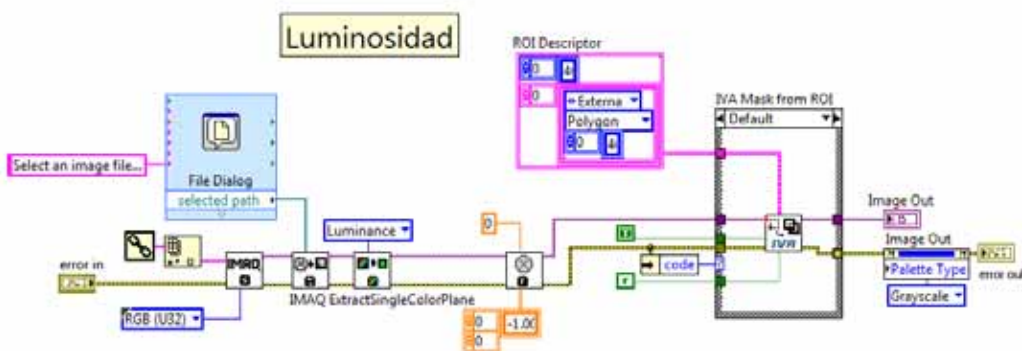 Luminosidad
ROI Descriptor
0
0
Externa
Polygon
0
IVA Mask from ROI
Default
Select an image file...
File Dialog
selected path
Luminance
0
Image Out
error in
IMAQ
IMAQ ExtractSingleColorPlane
code
IVA
Image Out
Palette Type
error out
Grayscale
RGB (U32)
0
0
-1.00